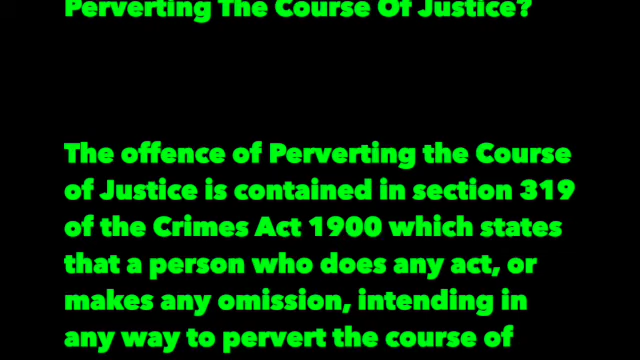 Perverting The Course Of Justice?
The offence of Perverting the Course
of Justice is contained in section 319
of the Crimes Act 1900 which states
that a person who does any act, or
makes any omission, intending in
any way to pervert the course of